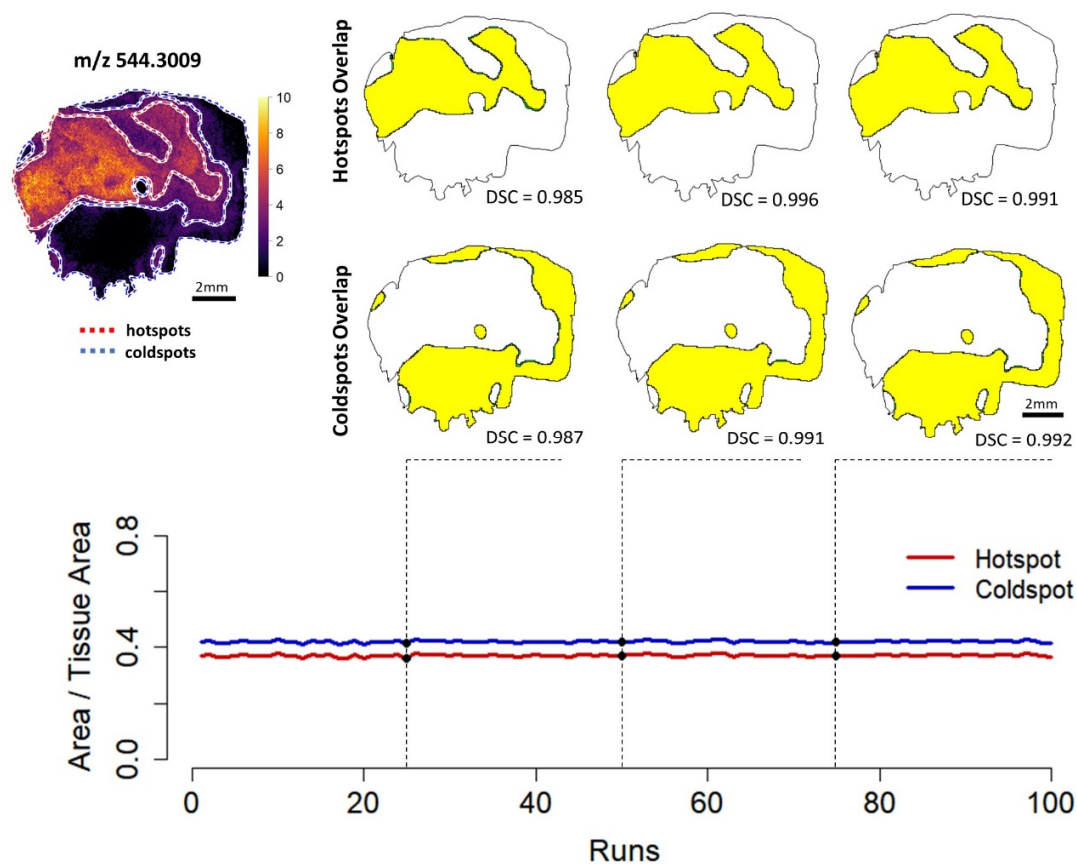 m/z 544.3009
10
8
6
4
2
0
2mm
hotspots
coldspots
Hotspots Overlap
DSC = 0.985
DSC = 0.996
DSC = 0.991
Coldspots Overlap
DSC = 0.987
DSC = 0.991
2mm
DSC = 0.992
Area / Tissue Area
0.8
0.4
0.0
Hotspot
Coldspot
0 20 40 60 80 100
Runs